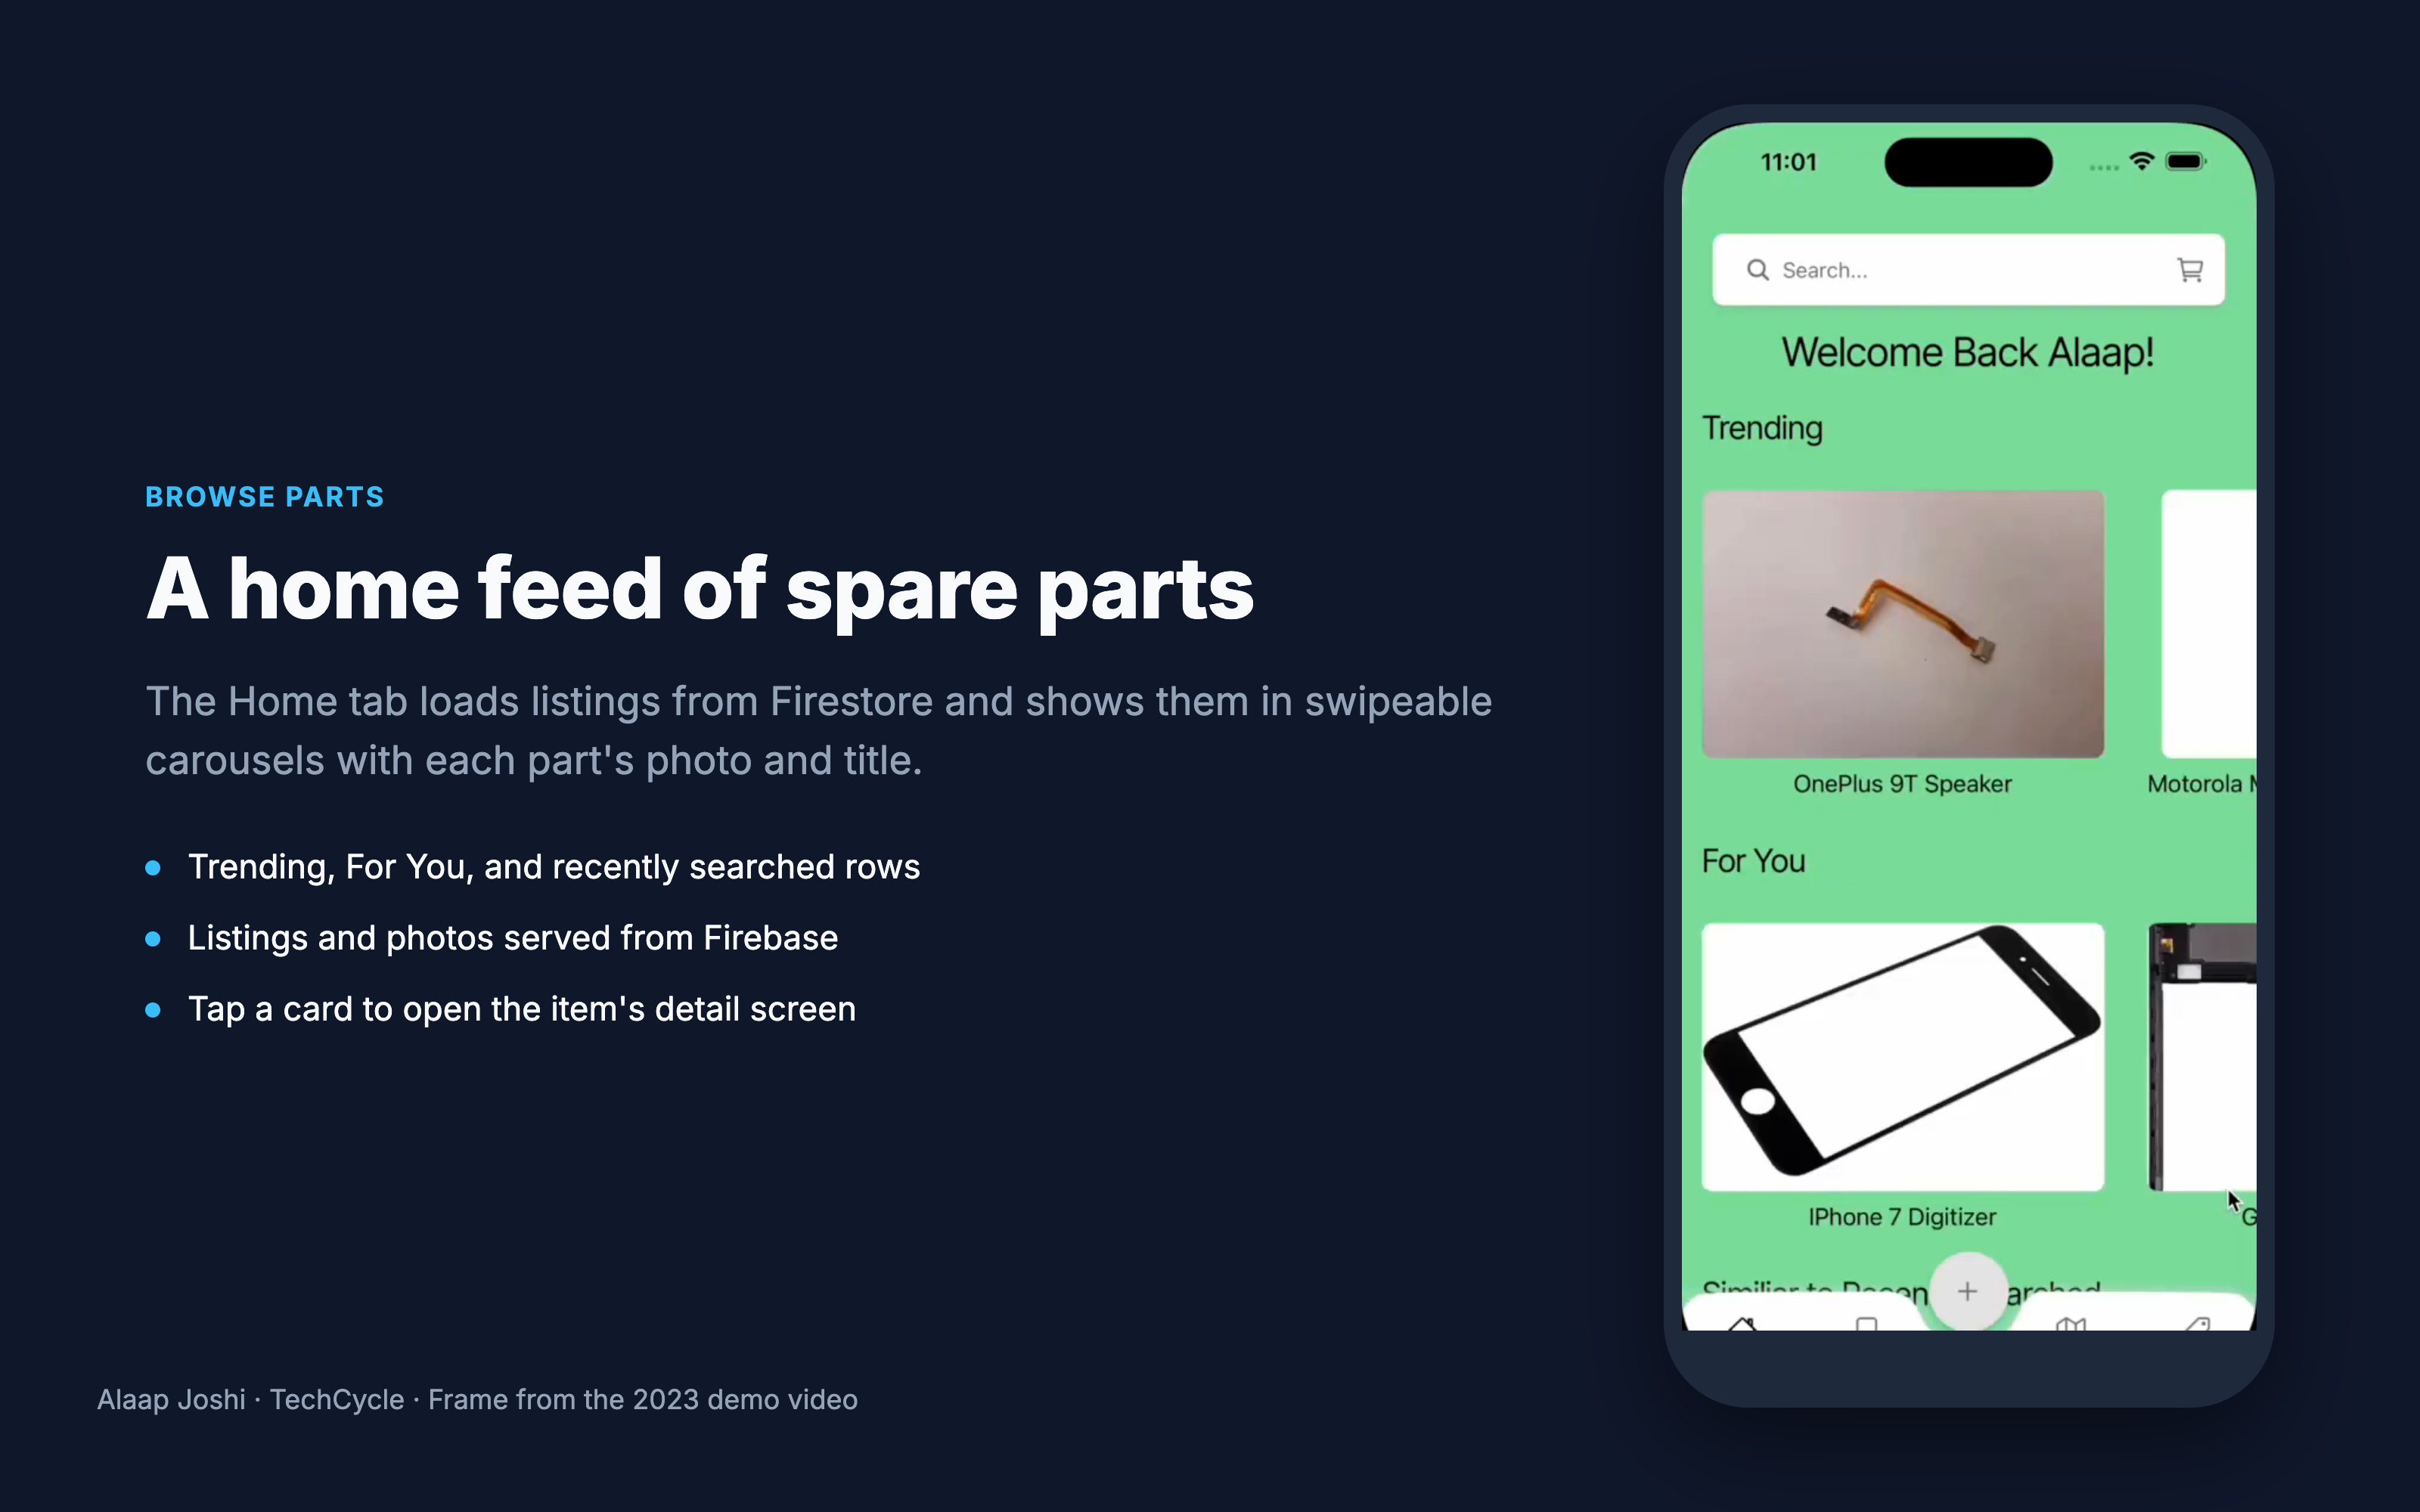 BROWSE PARTS
A home feed of spare parts
The Home tab loads listings from Firestore and shows them in swipeable
carousels with each part's photo and title.
Trending, For You, and recently searched rows
Listings and photos served from Firebase
Tap a card to open the item's detail screen
Alaap Joshi · TechCycle · Frame from the 2023 demo video
11:01
Search...
Welcome Back Alaap!
Trending
OnePlus 9T Speaker
Motorola
For You
IPhone 7 Digitizer
Similiar to